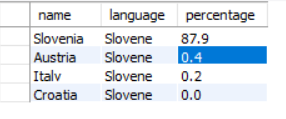 name language percentage
Slovenia Slovene 87.9
Austria Slovene 0.4
Italy Slovene 0.2
Croatia Slovene 0.0